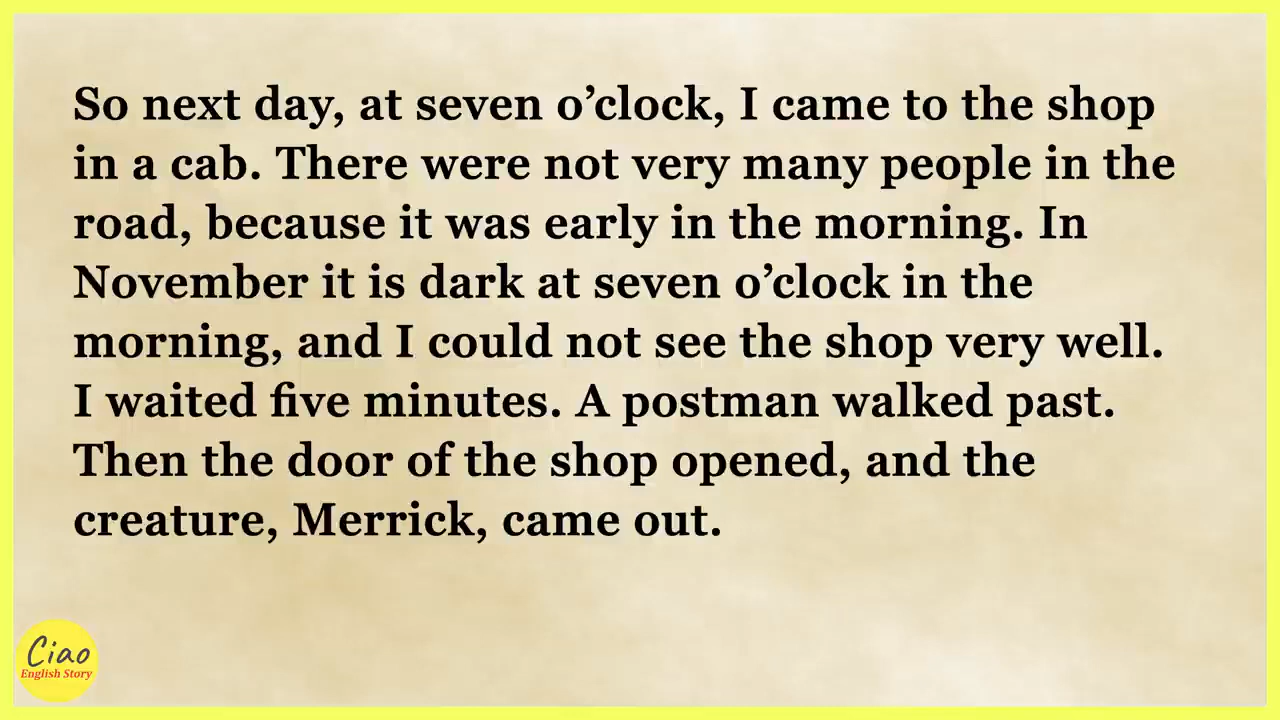 So next day, at seven o’clock, I came to the shop
in a cab. There were not very many people in the
road, because it was early in the morning. In
November it is dark at seven o’clock in the
morning, and I could not see the shop very well.
I waited five minutes. A postman walked past.
Then the door of the shop opened, and the
creature, Merrick, came out.
Ciao
English Story